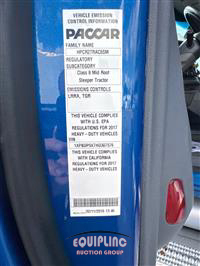 VEHICLE EMISSION
CONTROL INFORMATION
PACCAR
FAMILY NAME
REGULATORY
SUBCATEGORY
Class 8 Mid Roof
Sleeper Tractor
EMISSIONS CONTROLS
LRRA, TGR
THIS VEHICLE COMPLIES
WITH U.S. EPA
REGULATIONS FOR 2017
HEAVY - DUTY VEHICLES
VIN
THIS VEHICLE COMPLIES
WITH CALIFORNIA
REGULATIONS FOR 2017
HEAVY - DUTY VEHICLES
EQUIPLINC
AUCTION GROUP